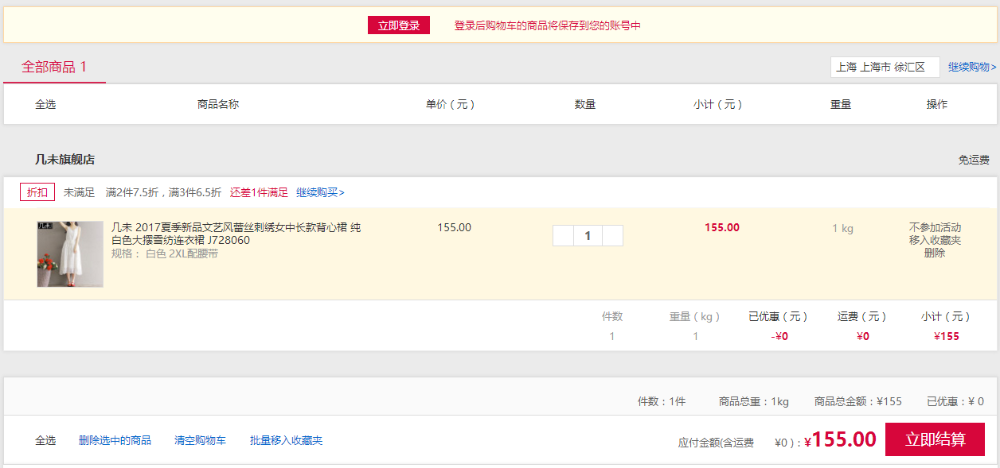 立即登录 登录后购物车的商品将保存到您的账号中
全部商品 1 上海 上海市 徐汇区 继续购物>
全选 商品名称 单价（元） 数量 小计（元） 重量 操作
几未旗舰店 免运费
折扣 未满足 满2件7.5折，满3件6.5折 还差1件满足 继续购买>
几未 几未 2017夏季新品文艺风蕾丝刺绣女中长款背心裙 纯 155.00 1 155.00 1 kg 不参加活动
白色大摆雪纺连衣裙 J728060 移入收藏夹
规格： 白色 2XL配腰带 删除
件数 重量（kg） 已优惠（元） 运费（元） 小计（元）
1 1 -¥0 ¥0 ¥155
件数：1件 商品总重：1kg 商品总金额：¥155 已优惠：¥ 0
全选 删除选中的商品 清空购物车 批量移入收藏夹 应付金额(含运费 ¥0)：¥155.00 立即结算